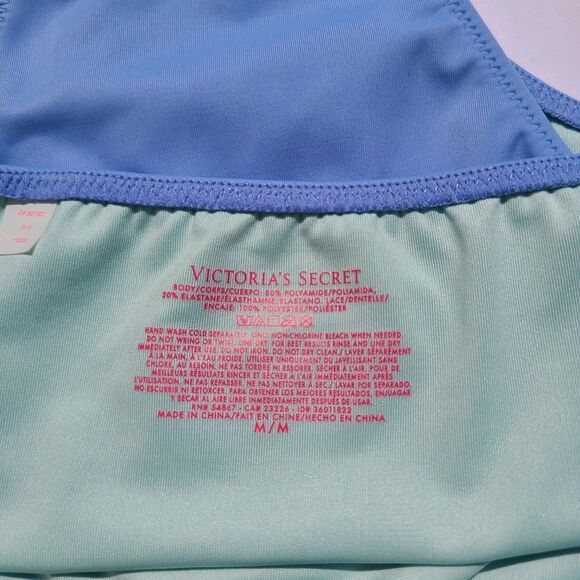 VICTORIA'S SECRET
BODY/CORPS/CUERPO: 80% POLYAMIDE/POLIAMIDA,
20% ELASTANE/ÉLASTHANNE/ELASTANO. LACE/DENTELLE/
ENCAJE: 100% POLYESTER/POLIÉSTER
HAND WASH COLD SEPARATELY. ONLY NON-CHLORINE BLEACH WHEN NEEDED.
DO NOT WRING OR TWIST. LINE DRY. FOR BEST RESULTS RINSE AND LINE DRY
IMMEDIATELY AFTER USE. DO NOT IRON. DO NOT DRY CLEAN./ LAVER SÉPARÉMENT
À LA MAIN, À L'EAU FROIDE. UTILISER UNIQUEMENT DU JAVELLISANT SANS
CHLORE, AU BESOIN. NE PAS TORDRE NI ESSORER. SÉCHER À L'AIR. POUR DE
MEILLEURS RÉSULTATS RINCER ET SÉCHER À L'AIR IMMÉDIATEMENT APRÈS
L'UTILISATION. NE PAS REPASSER. NE PAS NETTOYER À SEC./ LAVAR POR SEPARADO.
NO ESCURRIR NI RETORCER. PARA OBTENER LOS MEJORES RESULTADOS, ENJUAGAR
Y SECAR AL AIRE LIBRE INMEDIATAMENTE DESPUÉS DE USAR.
RN# 54867 - CA# 23226 - ID# 36011822
MADE IN CHINA/FAIT EN CHINE/HECHO EN CHINA
M/M